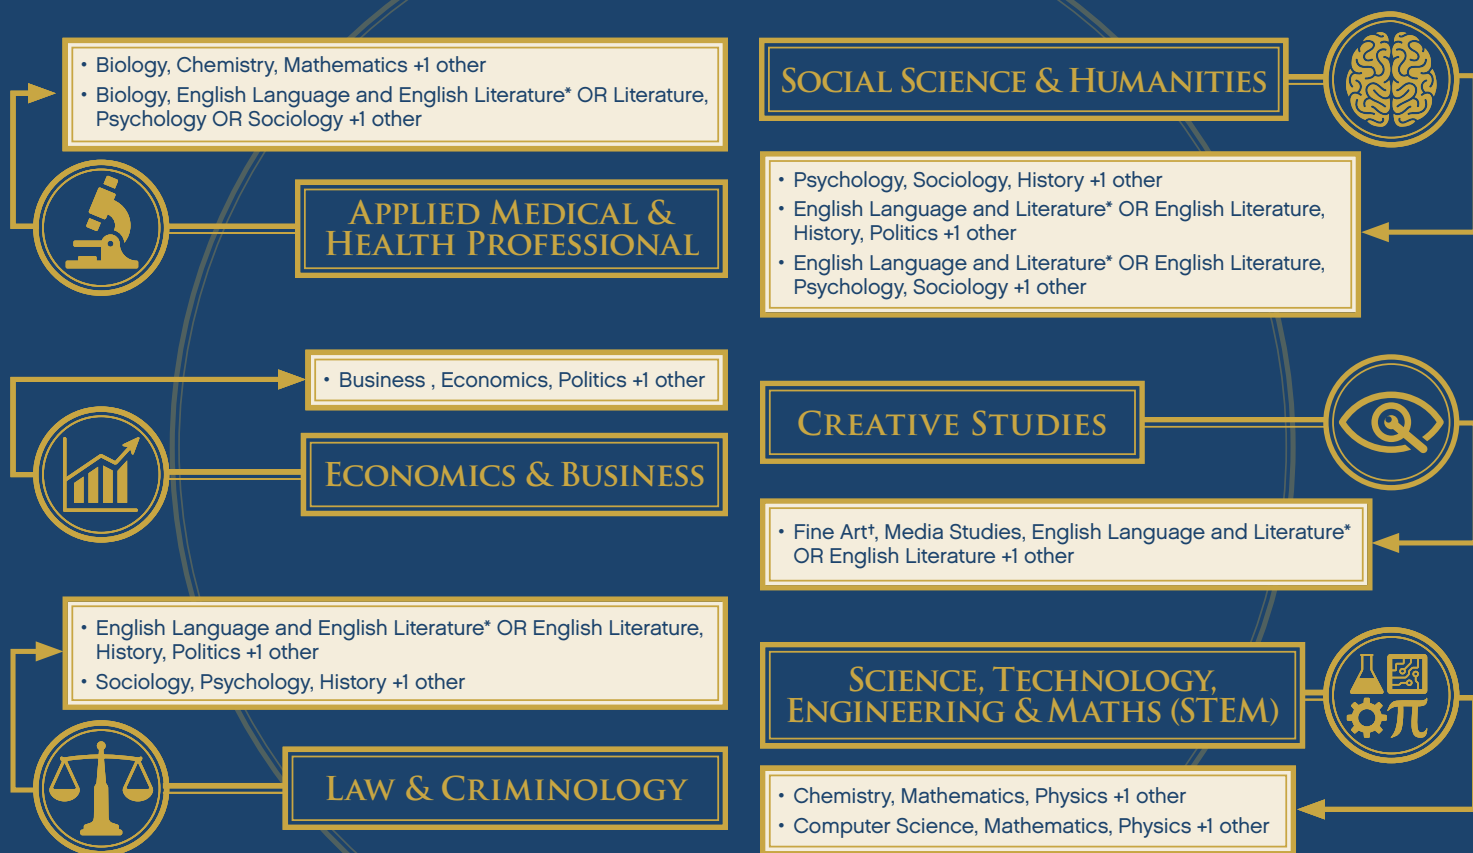 • Biology, Chemistry, Mathematics +1 other
• Biology, English Language and English Literature* OR Literature,
Psychology OR Sociology +1 other
APPLIED MEDICAL &
HEALTH PROFESSIONAL
• Business , Economics, Politics +1 other
ECONOMICS & BUSINESS
• English Language and English Literature* OR English Literature,
History, Politics +1 other
• Sociology, Psychology, History +1 other
LAW & CRIMINOLOGY
SOCIAL SCIENCE & HUMANITIES
• Psychology, Sociology, History +1 other
• English Language and Literature* OR English Literature,
History, Politics +1 other
• English Language and Literature* OR English Literature,
Psychology, Sociology +1 other
CREATIVE STUDIES
• Fine Art†, Media Studies, English Language and Literature*
OR English Literature +1 other
SCIENCE, TECHNOLOGY,
ENGINEERING & MATHS (STEM)
π
• Chemistry, Mathematics, Physics +1 other
• Computer Science, Mathematics, Physics +1 other